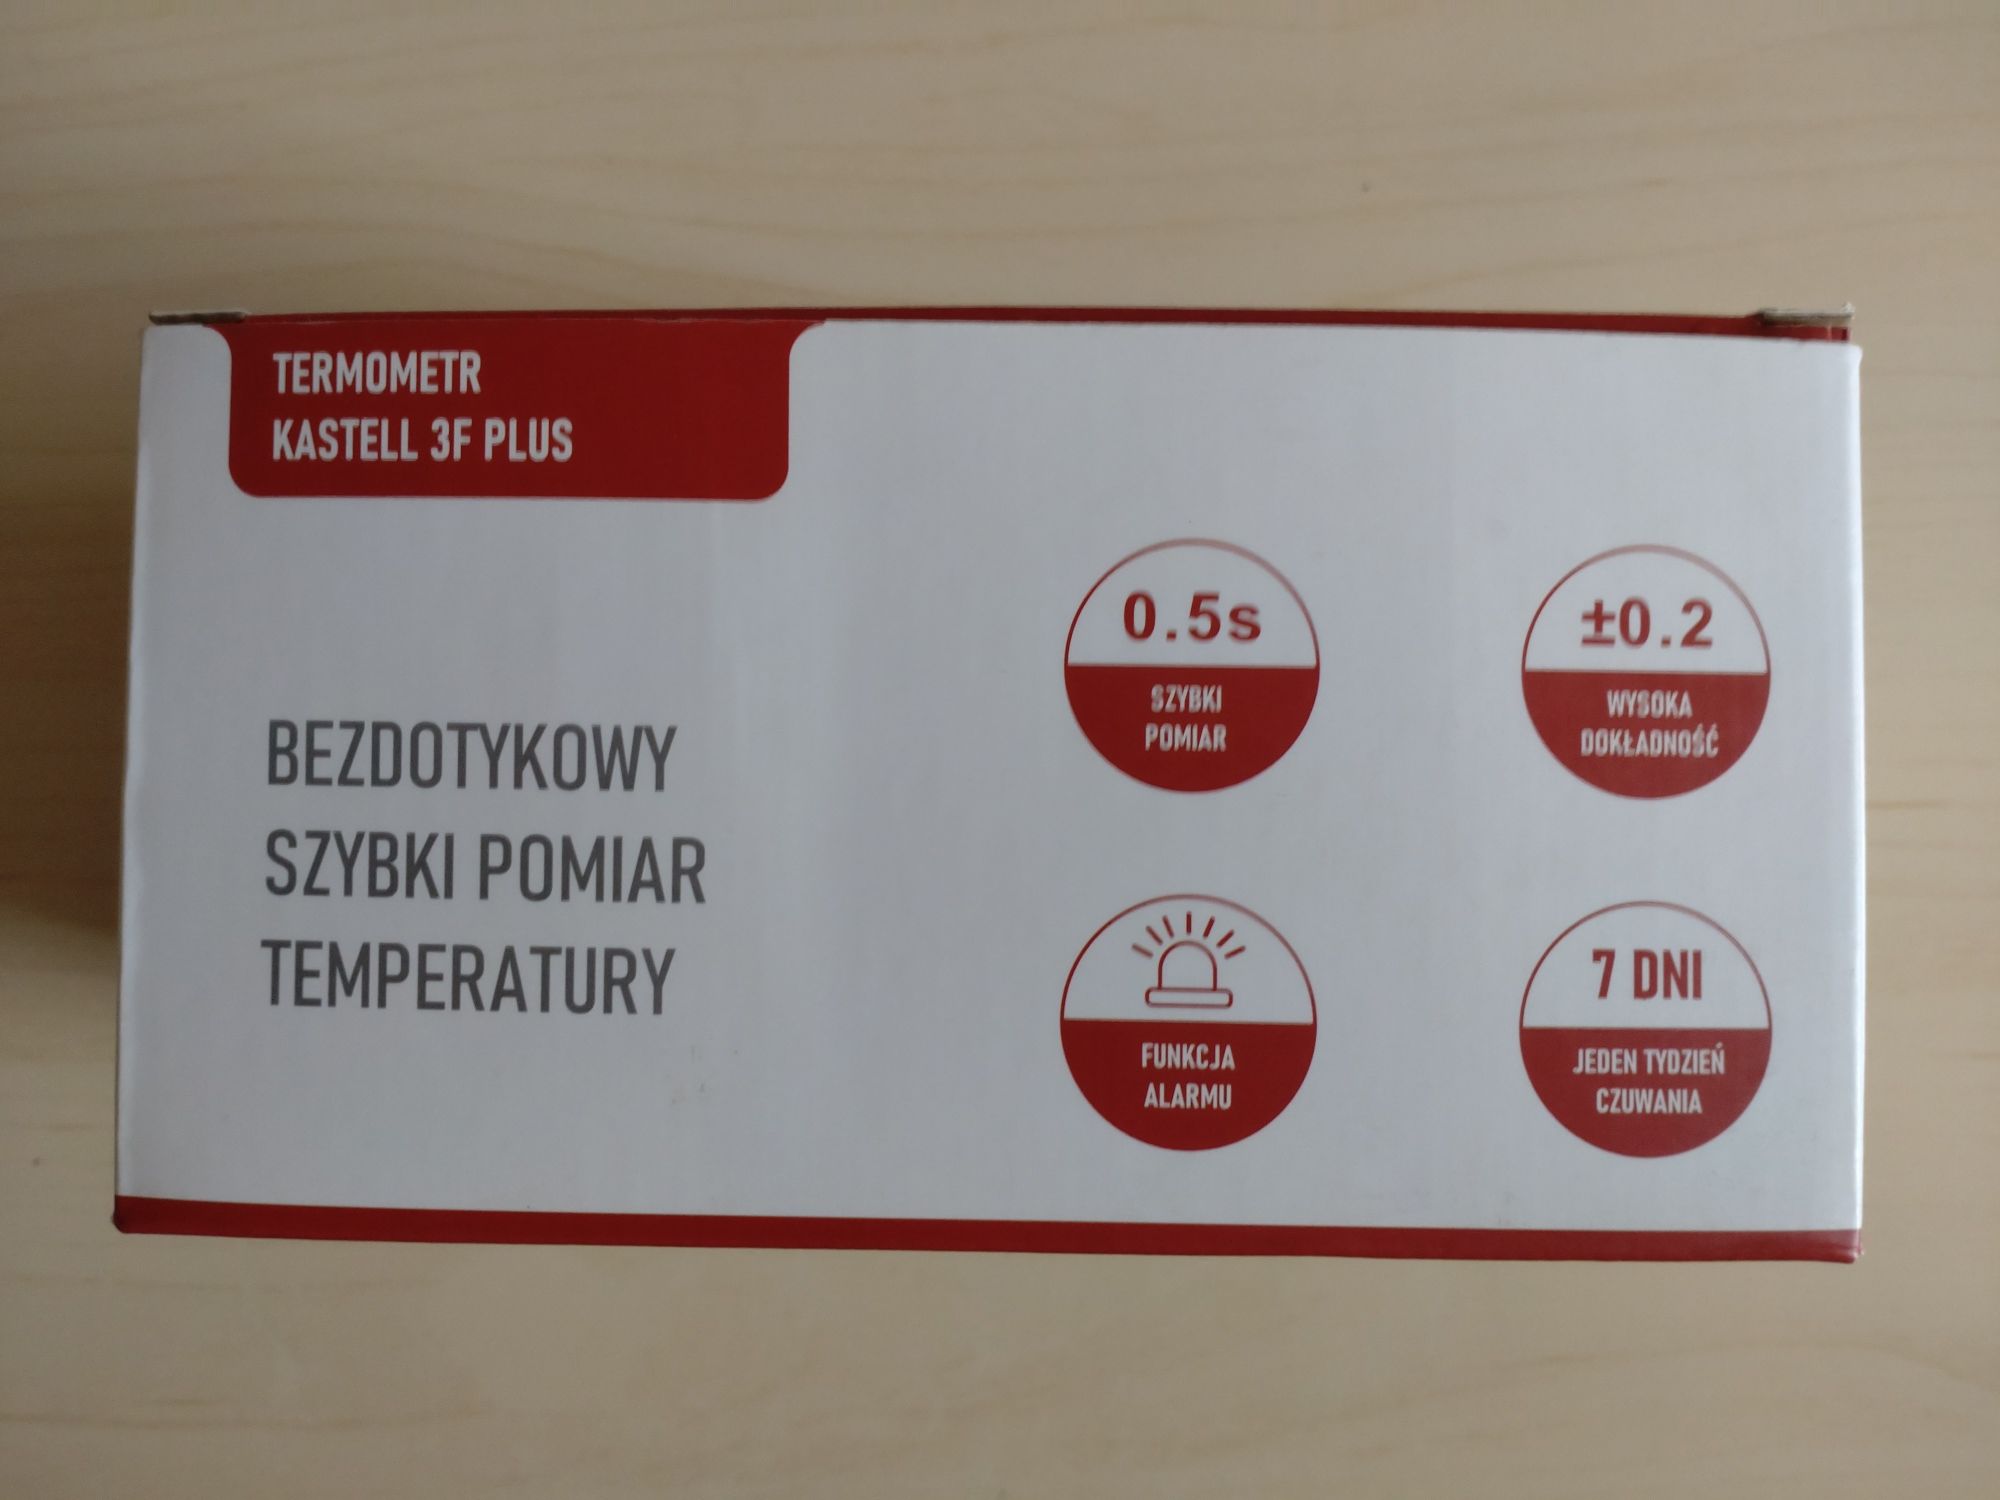 TERMOMETR
KASTELL 3F PLUS
BEZDOTYKOWY
SZYBKI POMIAR
TEMPERATURY
0.5s
SZYBKI
POMIAR
±0.2
WYSOKA
DOKŁADNOŚĆ
FUNKCJA
ALARMU
7 DNI
JEDEN TYDZIEŃ
CZUWANIA